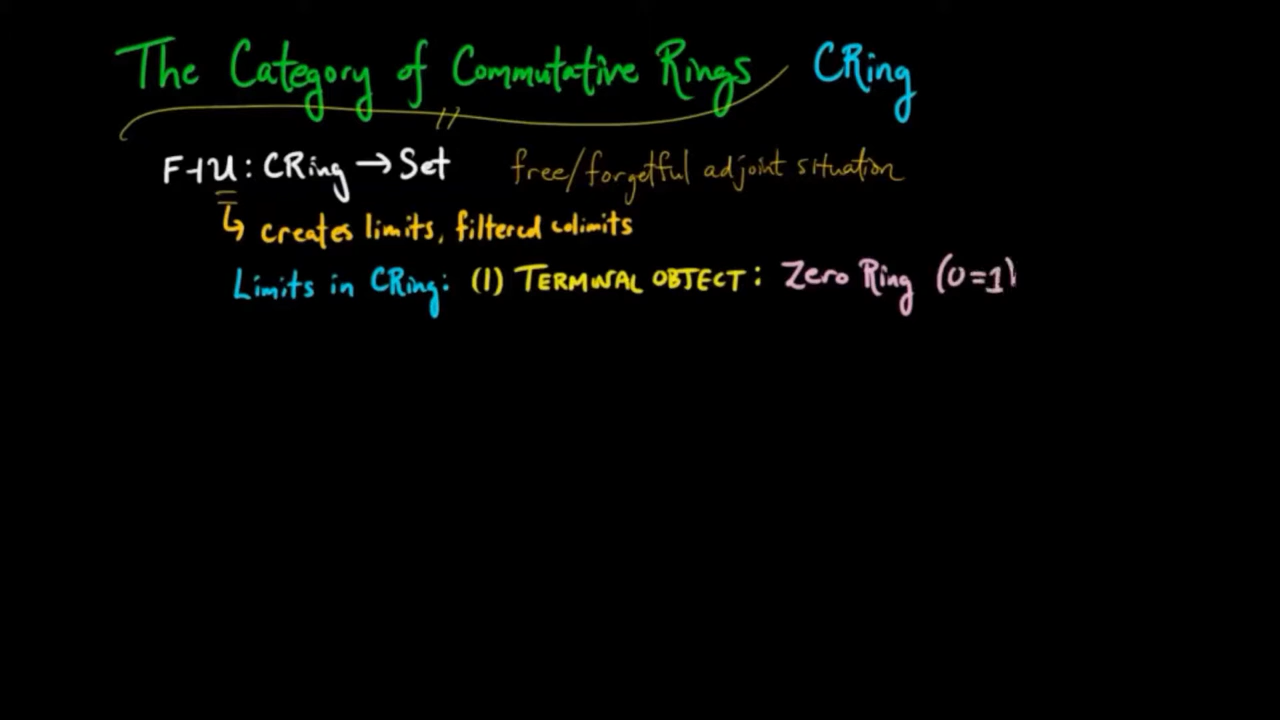 The Category of Commutative Rings CRing
F⊣U: CRing → Set free/forgetful adjoint situation
↳ creates limits, filtered colimits
Limits in CRing: (1) TERMINAL OBJECT: Zero Ring (0=1)